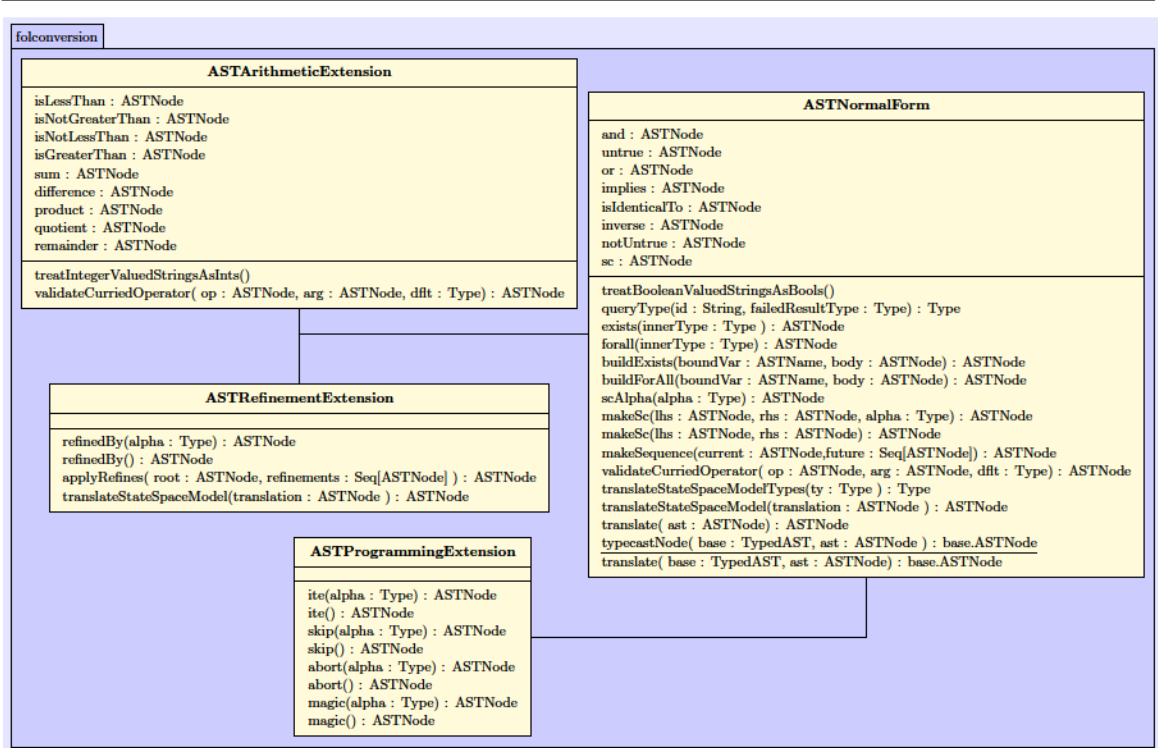 folconversion
ASTArithmeticExtension
isLessThan : ASTNode
isNotGreaterThan : ASTNode
isNotLessThan : ASTNode
isGreaterThan : ASTNode
sum : ASTNode
difference : ASTNode
product : ASTNode
quotient : ASTNode
remainder : ASTNode
treatIntegerValuedStringsAsInts()
validateCurriedOperator( op : ASTNode, arg : ASTNode, dflt : Type) : ASTNode
ASTNormalForm
and : ASTNode
untrue : ASTNode
or : ASTNode
implies : ASTNode
isIdenticalTo : ASTNode
inverse : ASTNode
notUntrue : ASTNode
sc : ASTNode
treatBooleanValuedStringsAsBools()
queryType(id : String, failedResultType : Type) : Type
exists(innerType : Type ) : ASTNode
forall(innerType : Type) : ASTNode
buildExists(boundVar : ASTName, body : ASTNode) : ASTNode
buildForAll(boundVar : ASTName, body : ASTNode) : ASTNode
scAlpha(alpha : Type) : ASTNode
makeSc(lhs : ASTNode, rhs : ASTNode, alpha : Type) : ASTNode
makeSc(lhs : ASTNode, rhs : ASTNode) : ASTNode
makeSequence(current : ASTNode,future : Seq[ASTNode]) : ASTNode
validateCurriedOperator( op : ASTNode, arg : ASTNode, dflt : Type) : ASTNode
translateStateSpaceModelTypes(ty : Type ) : Type
translateStateSpaceModel(translation : ASTNode ) : ASTNode
translate( ast : ASTNode) : ASTNode
typecastNode( base : TypedAST, ast : ASTNode ) : base.ASTNode
translate( base : TypedAST, ast : ASTNode) : base.ASTNode
ASTRefinementExtension
refinedBy(alpha : Type) : ASTNode
refinedBy() : ASTNode
applyRefines( root : ASTNode, refinements : Seq[ASTNode] ) : ASTNode
translateStateSpaceModel(translation : ASTNode ) : ASTNode
ASTProgrammingExtension
ite(alpha : Type) : ASTNode
ite() : ASTNode
skip(alpha : Type) : ASTNode
skip() : ASTNode
abort(alpha : Type) : ASTNode
abort() : ASTNode
magic(alpha : Type) : ASTNode
magic() : ASTNode